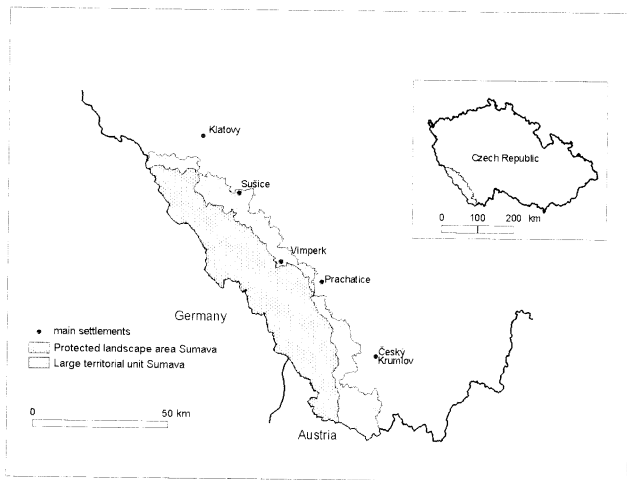 Klatovy
Sušice
Vimperk
Prachatice
Germany
Český
Krumlov
Austria
main settlements
Protected landscape area Sumava
Large territorial unit Sumava
0 50 km
Czech Republic
0 100 200 km